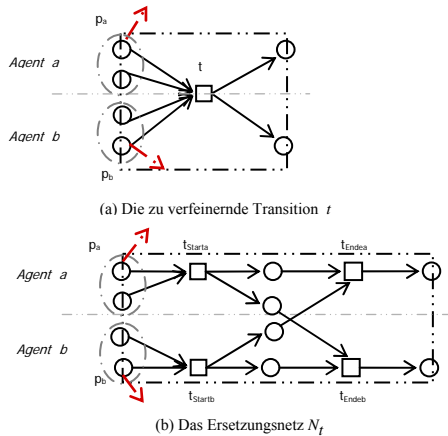 pa
Agent a
t
Agent b
pb
(a) Die zu verfeinernde Transition t
pa
tStarta
tEndea
Agent a
Agent b
pb
tStartb
tEndeb
(b) Das Ersetzungsnetz Nt